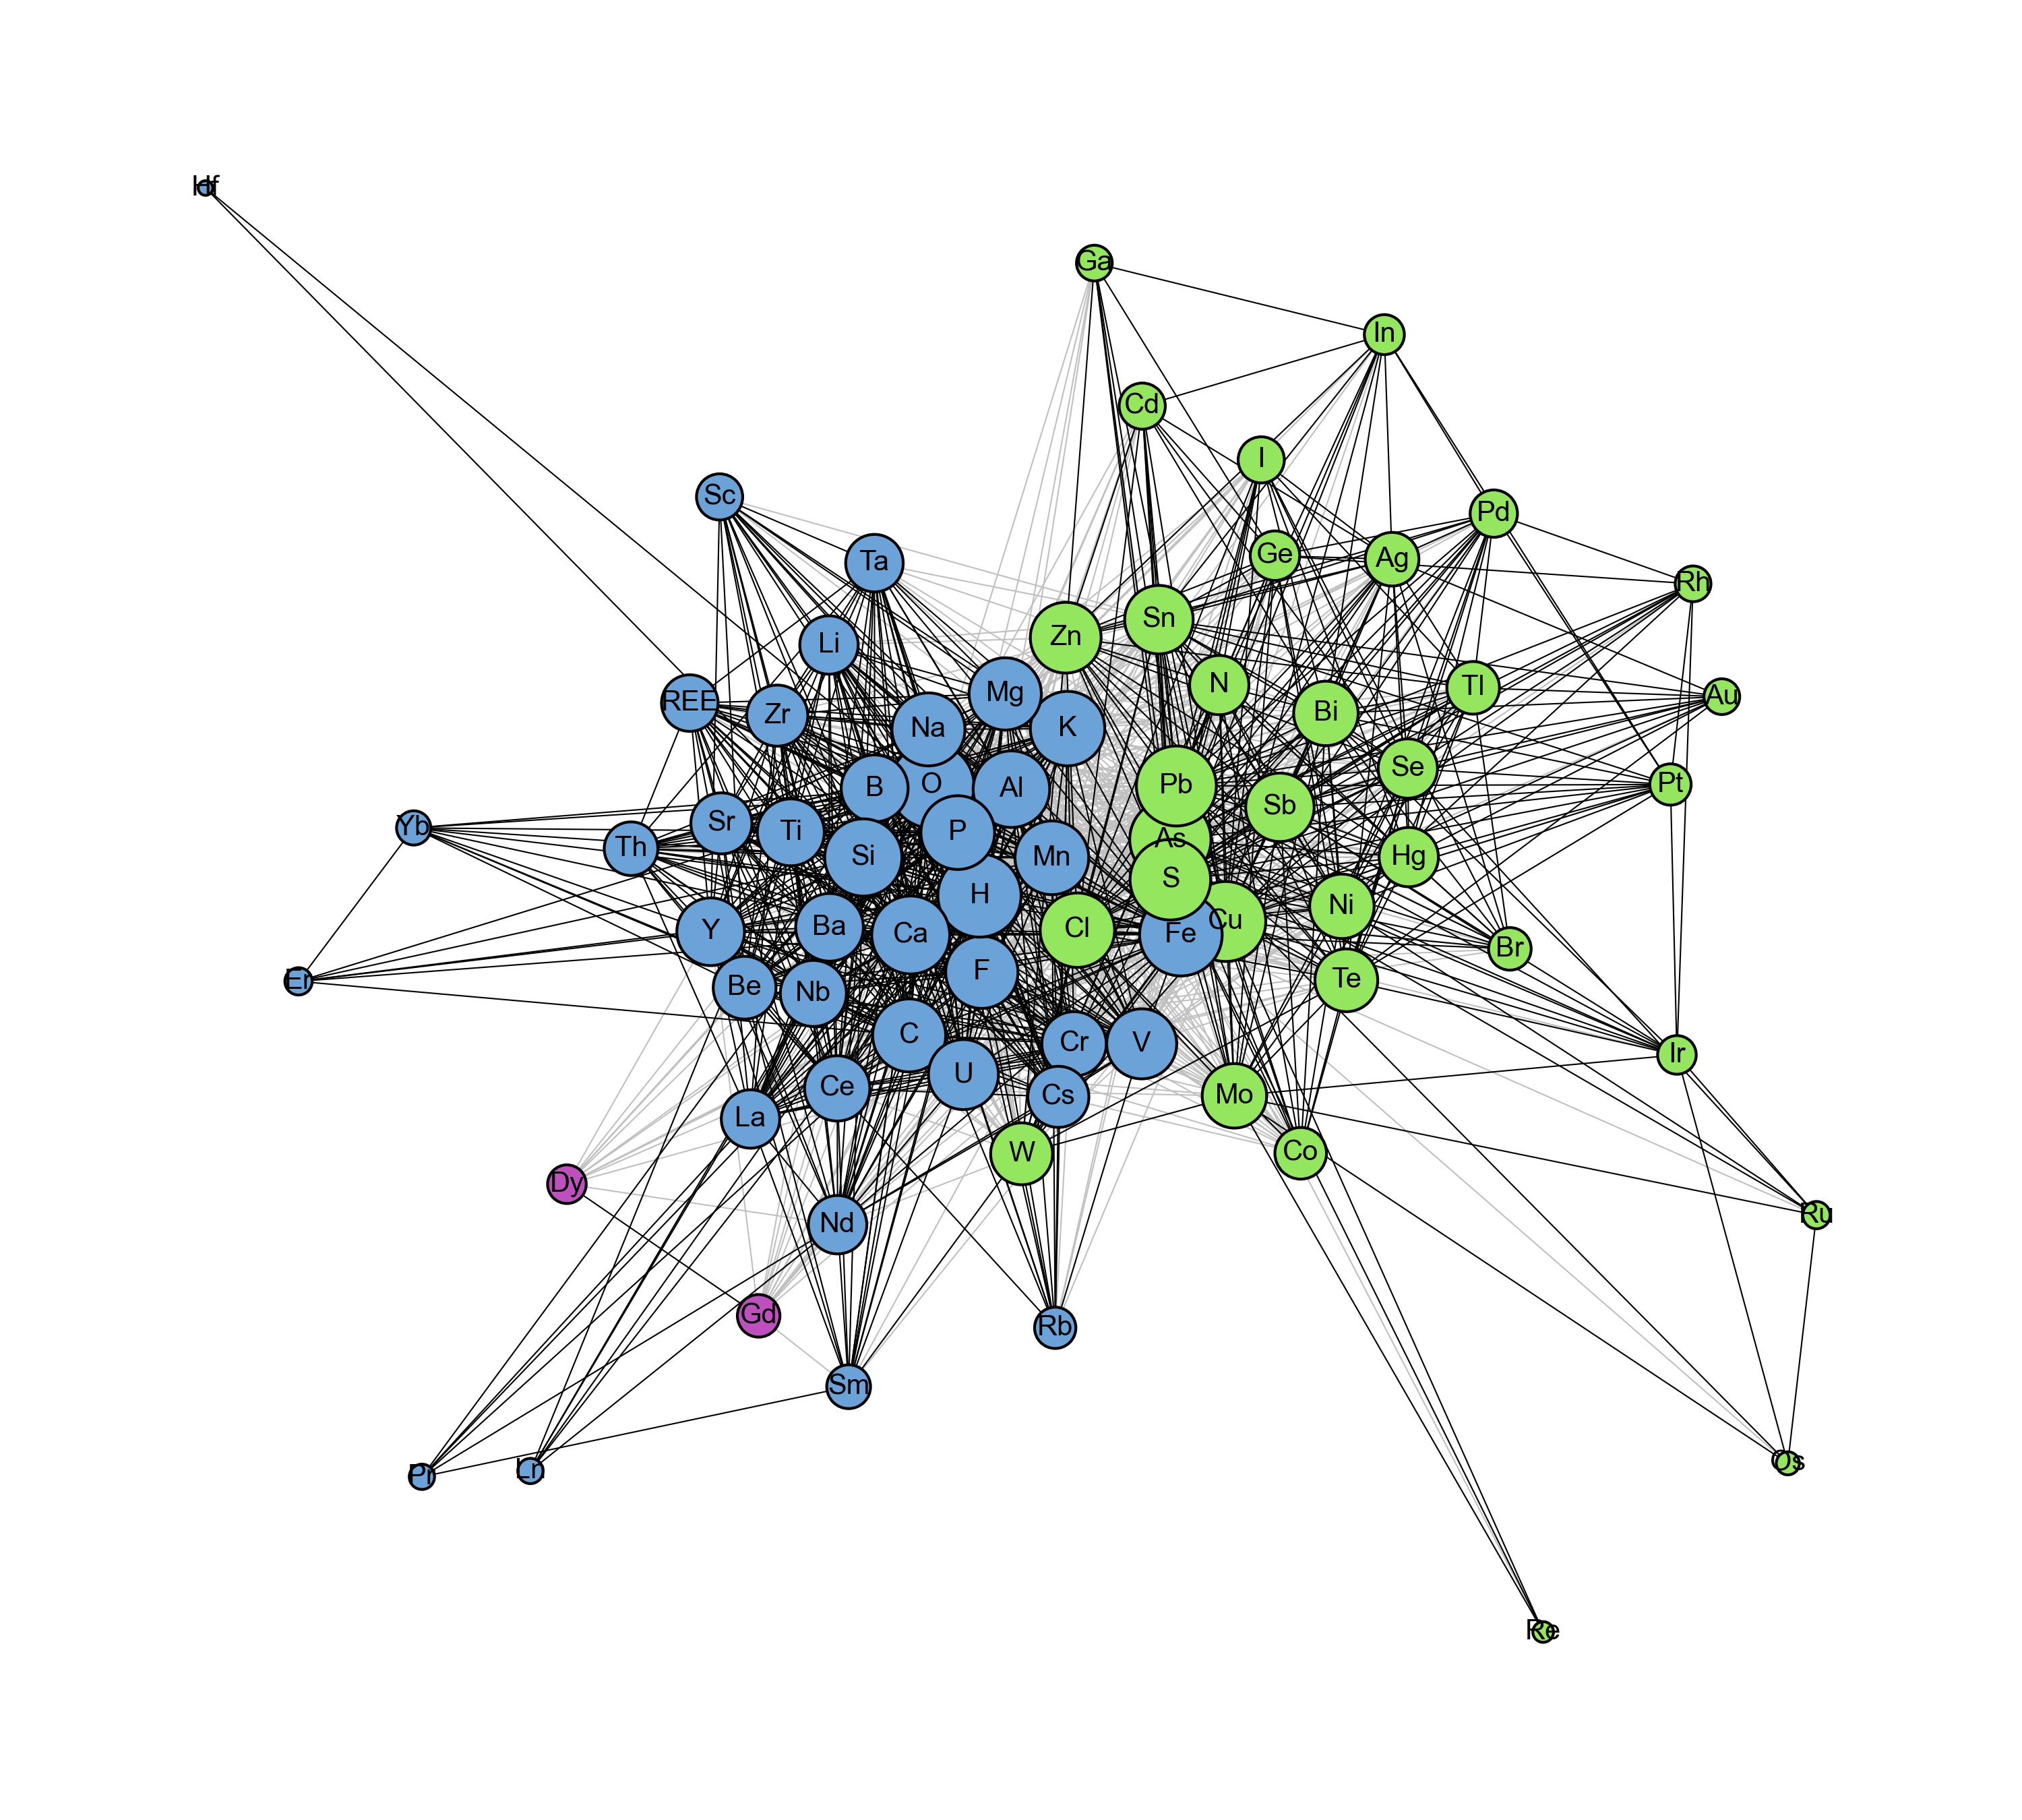 Hf
Ga
In
Cd
I
Sc
Pd
Ge
Ag
Ta
Rh
Sn
Zn
Li
N
Tl
Mg
Au
REE
Bi
Zr
Na
K
Se
Pt
Pb
O
B
Al
Sb
Sr
Yb
Ti
P
As
Th
Si
Mn
Hg
S
H
Ni
Cu
Ba
Cl
Y
Ca
Fe
Br
F
Te
Er
Be
Nb
C
Cr
V
Ir
U
Ce
Mo
Cs
La
W
Co
Dy
Ru
Nd
Gd
Rb
Sm
Os
Ln
Pr
Re